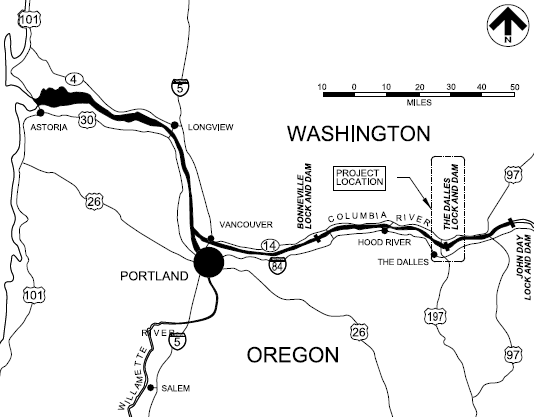 101
4
5
N
10 0 10 20 30 40 50
MILES
ASTORIA
30
LONGVIEW
WASHINGTON
PROJECT
LOCATION
BONNEVILLE
LOCK AND DAM
THE DALLES
LOCK AND DAM
97
26
VANCOUVER
COLUMBIA RIVER
14
HOOD RIVER
84
THE DALLES
JOHN DAY
LOCK AND DAM
PORTLAND
101
197
26
WILLAMETTE
RIVER
5
OREGON
97
SALEM